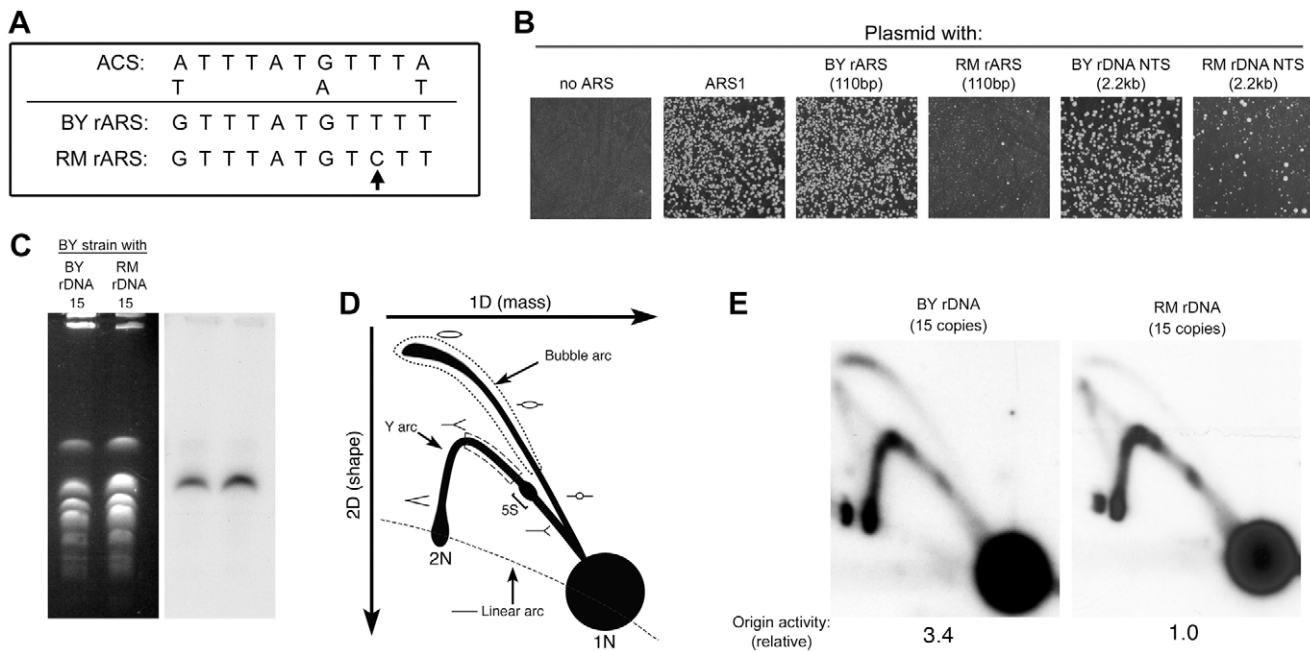 A
ACS: A T T T A T G T T T A
T A T
BY rARS: G T T T A T G T T T T
RM rARS: G T T T A T G T C T T
B
Plasmid with:
no ARS
ARS1
BY rARS
(110bp)
RM rARS
(110bp)
BY rDNA NTS
(2.2kb)
RM rDNA NTS
(2.2kb)
C
BY strain with
BY
rDNA
15
RM
rDNA
15
D
1D (mass)
2D (shape)
Bubble arc
Y arc
5S
2N
Linear arc
1N
E
BY rDNA
(15 copies)
RM rDNA
(15 copies)
Origin activity:
(relative)
3.4
1.0